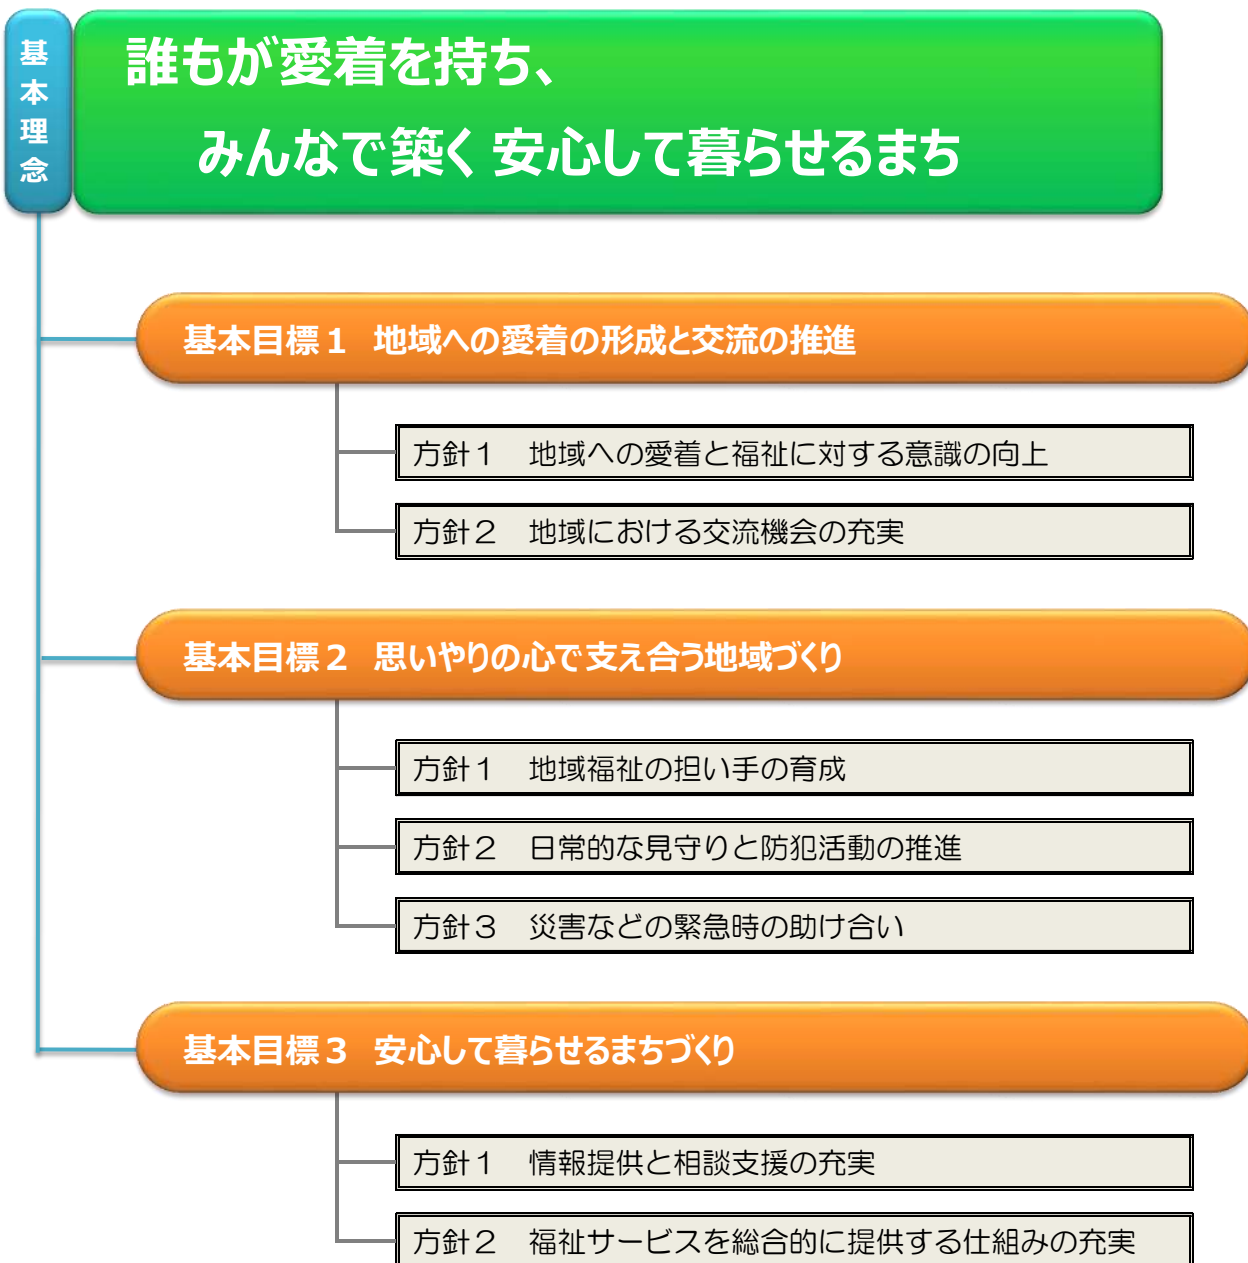 基本理念
誰もが愛着を持ち、
みんなで築く 安心して暮らせるまち
基本目標１ 地域への愛着の形成と交流の推進
方針１　地域への愛着と福祉に対する意識の向上
方針２　地域における交流機会の充実
基本目標２ 思いやりの心で支え合う地域づくり
方針１　地域福祉の担い手の育成
方針２　日常的な見守りと防犯活動の推進
方針３　災害などの緊急時の助け合い
基本目標３ 安心して暮らせるまちづくり
方針１　情報提供と相談支援の充実
方針２　福祉サービスを総合的に提供する仕組みの充実